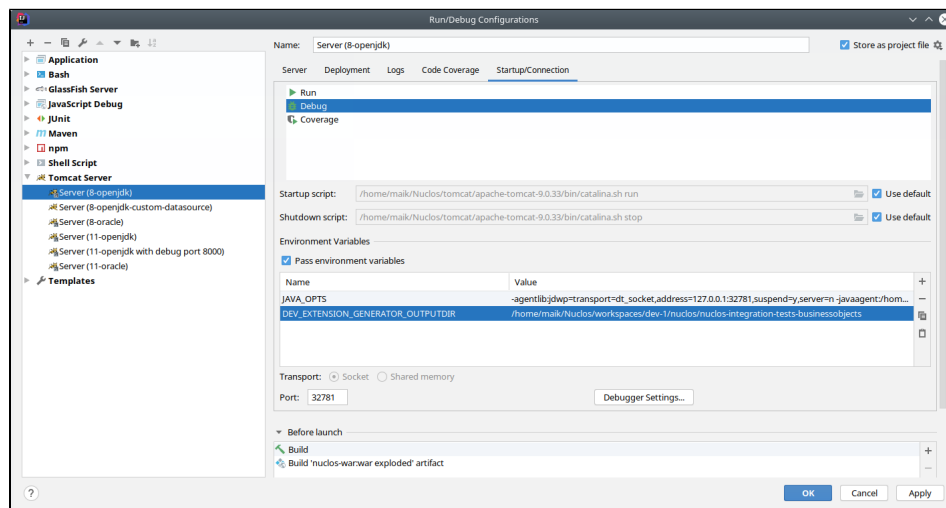 Run/Debug Configurations
Name: Server (8-openjdk) Store as project file
Application
Bash
GlassFish Server
JavaScript Debug
JUnit
Maven
npm
Shell Script
Tomcat Server
Server (8-openjdk)
Server (8-openjdk-custom-datasource)
Server (8-oracle)
Server (11-openjdk)
Server (11-openjdk with debug port 8000)
Server (11-oracle)
Templates
Server Deployment Logs Code Coverage Startup/Connection
Run
Debug
Coverage
Startup script: /home/maik/Nuclos/tomcat/apache-tomcat-9.0.33/bin/catalina.sh run Use default
Shutdown script: /home/maik/Nuclos/tomcat/apache-tomcat-9.0.33/bin/catalina.sh stop Use default
Environment Variables
Pass environment variables
Name Value
JAVA_OPTS -agentlib:jdwp=transport=dt_socket,address=127.0.0.1:32781,suspend=y,server=n -javaagent:/hom...
DEV_EXTENSION_GENERATOR_OUTPUTDIR /home/maik/Nuclos/workspaces/dev-1/nuclos/nuclos-integration-tests-businessobjects
Transport: Socket Shared memory
Port: 32781 Debugger Settings...
Before launch
Build
Build 'nuclos-war:war exploded' artifact
? OK Cancel Apply